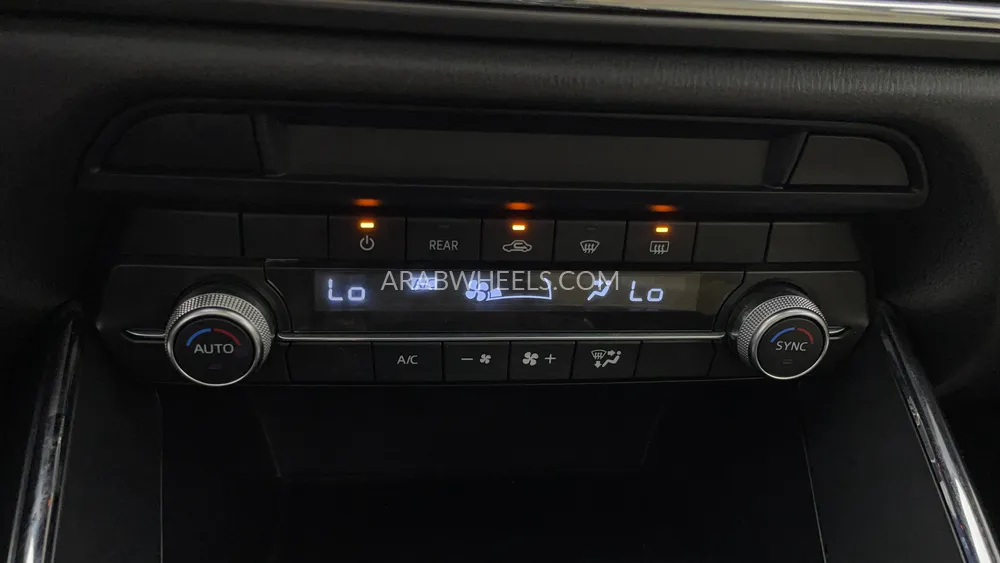 REAR
ARABWHEELS.COM
Lo A/C Lo
AUTO SYNC
A/C - +